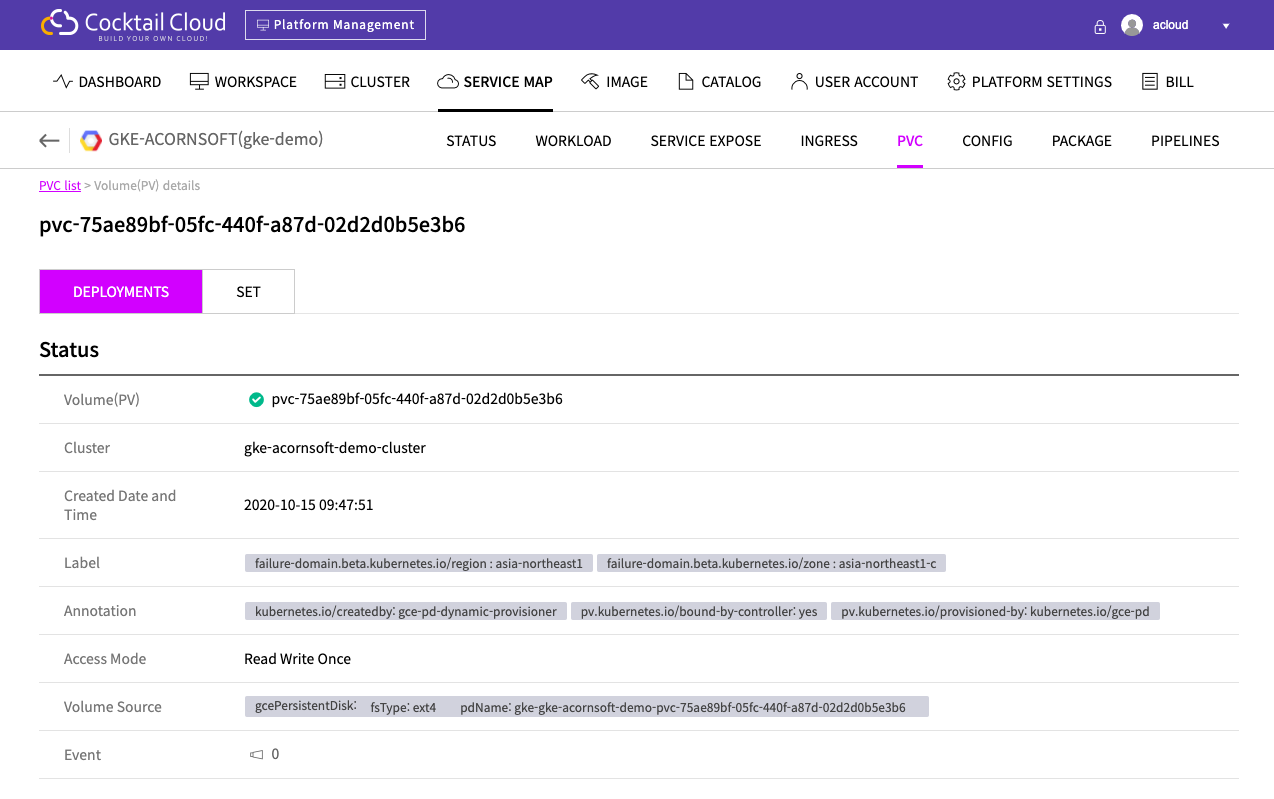 Cocktail Cloud
BUILD YOUR OWN CLOUD!
Platform Management
acloud
DASHBOARD WORKSPACE CLUSTER SERVICE MAP IMAGE CATALOG USER ACCOUNT PLATFORM SETTINGS BILL
GKE-ACORNSOFT(gke-demo)
STATUS WORKLOAD SERVICE EXPOSE INGRESS PVC CONFIG PACKAGE PIPELINES
PVC list > Volume(PV) details
pvc-75ae89bf-05fc-440f-a87d-02d2d0b5e3b6
DEPLOYMENTS SET
Status
Volume(PV) pvc-75ae89bf-05fc-440f-a87d-02d2d0b5e3b6
Cluster gke-acornsoft-demo-cluster
Created Date and
Time
2020-10-15 09:47:51
Label failure-domain.beta.kubernetes.io/region : asia-northeast1 failure-domain.beta.kubernetes.io/zone : asia-northeast1-c
Annotation kubernetes.io/createdby: gce-pd-dynamic-provisioner pv.kubernetes.io/bound-by-controller: yes pv.kubernetes.io/provisioned-by: kubernetes.io/gce-pd
Access Mode Read Write Once
Volume Source gcePersistentDisk: fsType: ext4 pdName: gke-gke-acornsoft-demo-pvc-75ae89bf-05fc-440f-a87d-02d2d0b5e3b6
Event 0